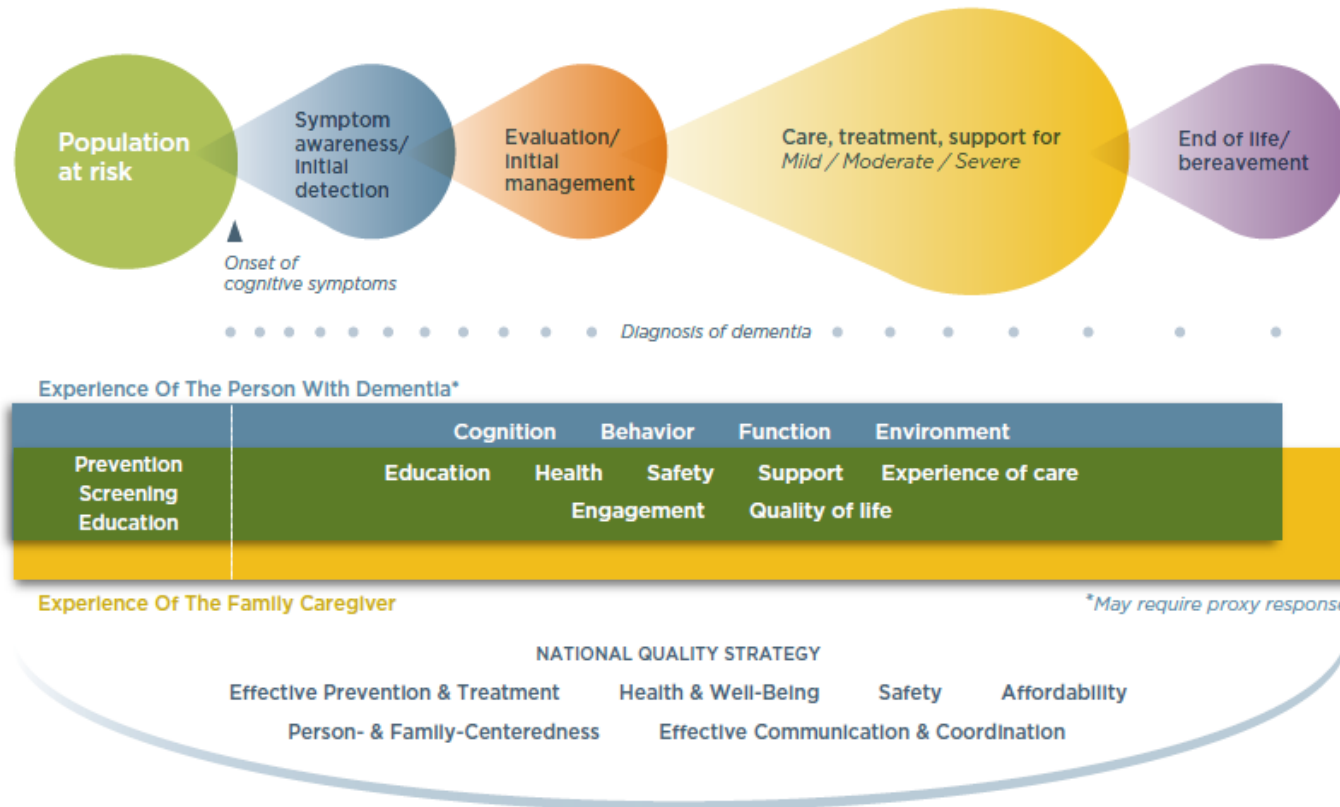 Population
at risk
Symptom
awareness/
Initial
detection
Evaluation/
Initial
management
Care, treatment, support for
Mild / Moderate / Severe
End of life/
bereavement
Onset of
cognitive symptoms
Diagnosis of dementia
Experience Of The Person With Dementia*
Cognition Behavior Function Environment
Prevention
Screening
Education
Education Health Safety Support Experience of care
Engagement Quality of life
Experience Of The Family Caregiver
*May require proxy response
NATIONAL QUALITY STRATEGY
Effective Prevention & Treatment Health & Well-Being Safety Affordability
Person- & Family-Centeredness Effective Communication & Coordination